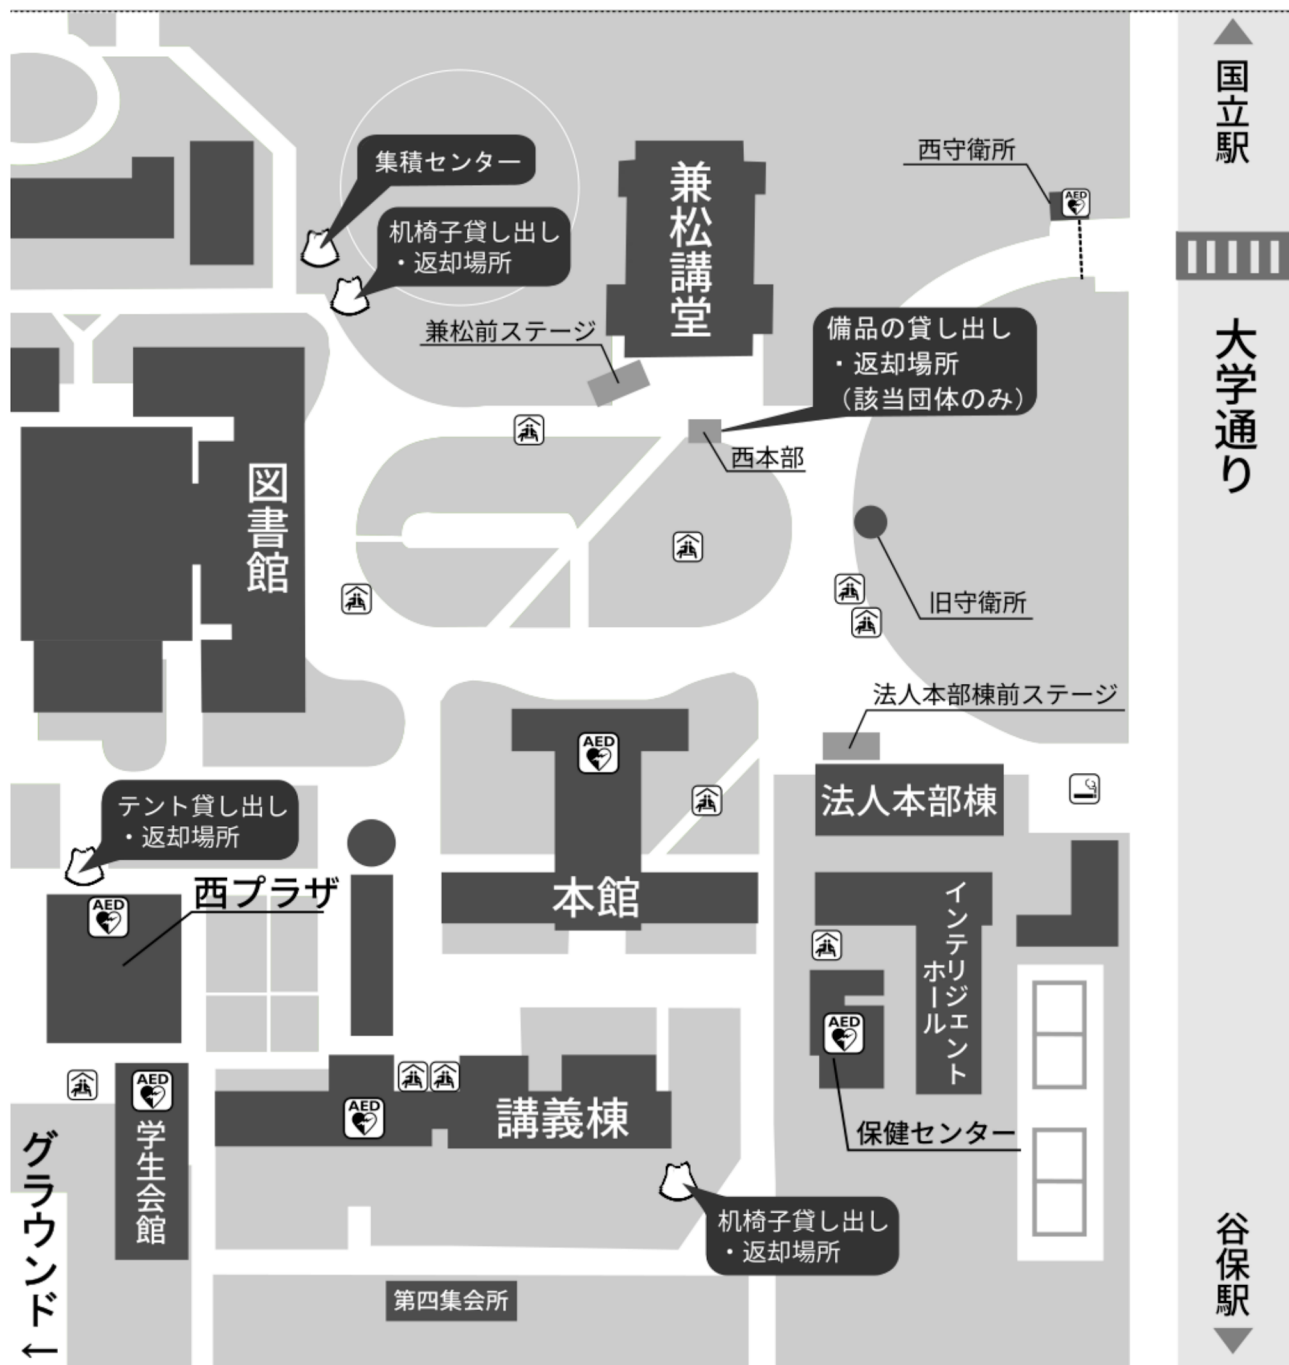 国立駅
集積センター
西守衛所
AED
兼松講堂
机椅子貸し出し
・返却場所
兼松前ステージ
備品の貸し出し
・返却場所
（該当団体のみ）
大学通り
西本部
図書館
旧守衛所
法人本部棟前ステージ
AED
テント貸し出し
・返却場所
法人本部棟
西プラザ
AED
本館
インテリジェント
ホール
AED
AED
AED
講義棟
保健センター
学生会館
グラウンド←
机椅子貸し出し
・返却場所
谷保駅
第四集会所